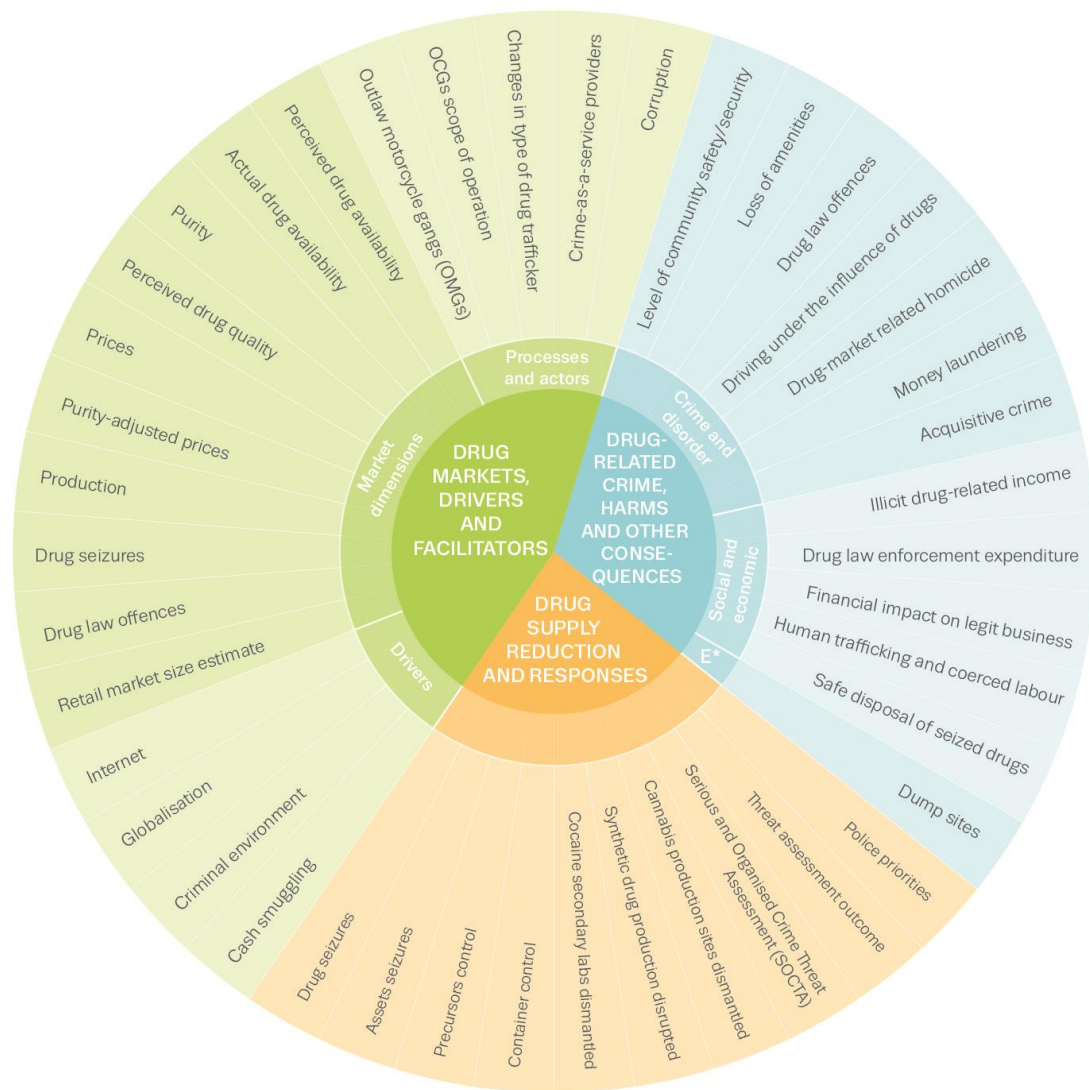 DRUG
MARKETS,
DRIVERS
AND
FACILITATORS
Processes
and actors
Outlaw motorcycle gangs (OMGs)
OCGs scope of operation
Changes in type of drug trafficker
Crime-as-a-service providers
Corruption
Market
dimensions
Perceived drug availability
Actual drug availability
Purity
Perceived drug quality
Prices
Purity-adjusted prices
Production
Drug seizures
Drug law offences
Retail market size estimate
Drivers
Internet
Globalisation
Criminal environment
Cash smuggling
DRUG-
RELATED
CRIME,
HARMS
AND OTHER
CONSE-
QUENCES
Crime and
disorder
Level of community safety/security
Loss of amenities
Drug law offences
Driving under the influence of drugs
Drug-market related homicide
Money laundering
Acquisitive crime
Social and
economic
Illicit drug-related income
Drug law enforcement expenditure
Financial impact on legit business
Human trafficking and coerced labour
Safe disposal of seized drugs
E*
Dump sites
DRUG
SUPPLY
REDUCTION
AND RESPONSES
Police priorities
Threat assessment outcome
Serious and Organised Crime Threat
Assessment (SOCTA)
Cannabis production sites dismantled
Synthetic drug production disrupted
Cocaine secondary labs dismantled
Container control
Precursors control
Assets seizures
Drug seizures